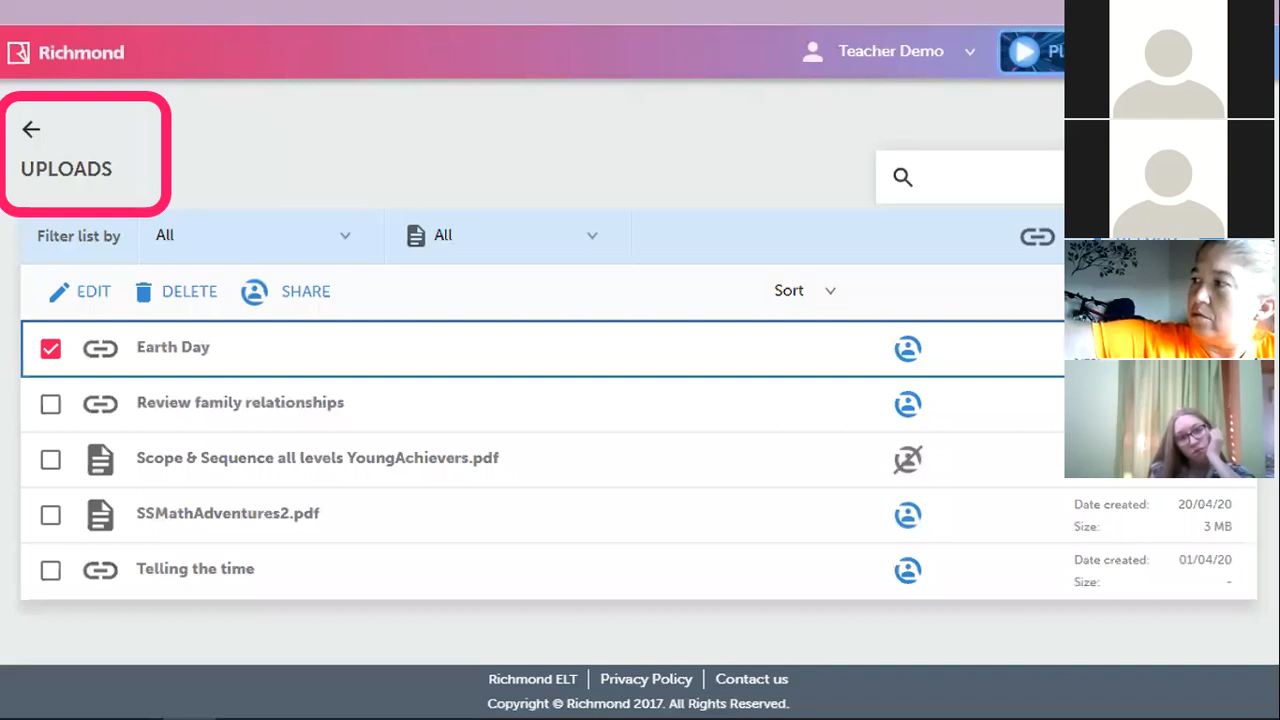 Richmond
Teacher Demo
UPLOADS
Filter list by
All
All
EDIT
DELETE
SHARE
Sort
Earth Day
Review family relationships
Scope & Sequence all levels YoungAchievers.pdf
SSMathAdventures2.pdf
Date created: 20/04/20
Size: 3 MB
Telling the time
Date created: 01/04/20
Size: -
Richmond ELT | Privacy Policy | Contact us
Copyright © Richmond 2017. All Rights Reserved.